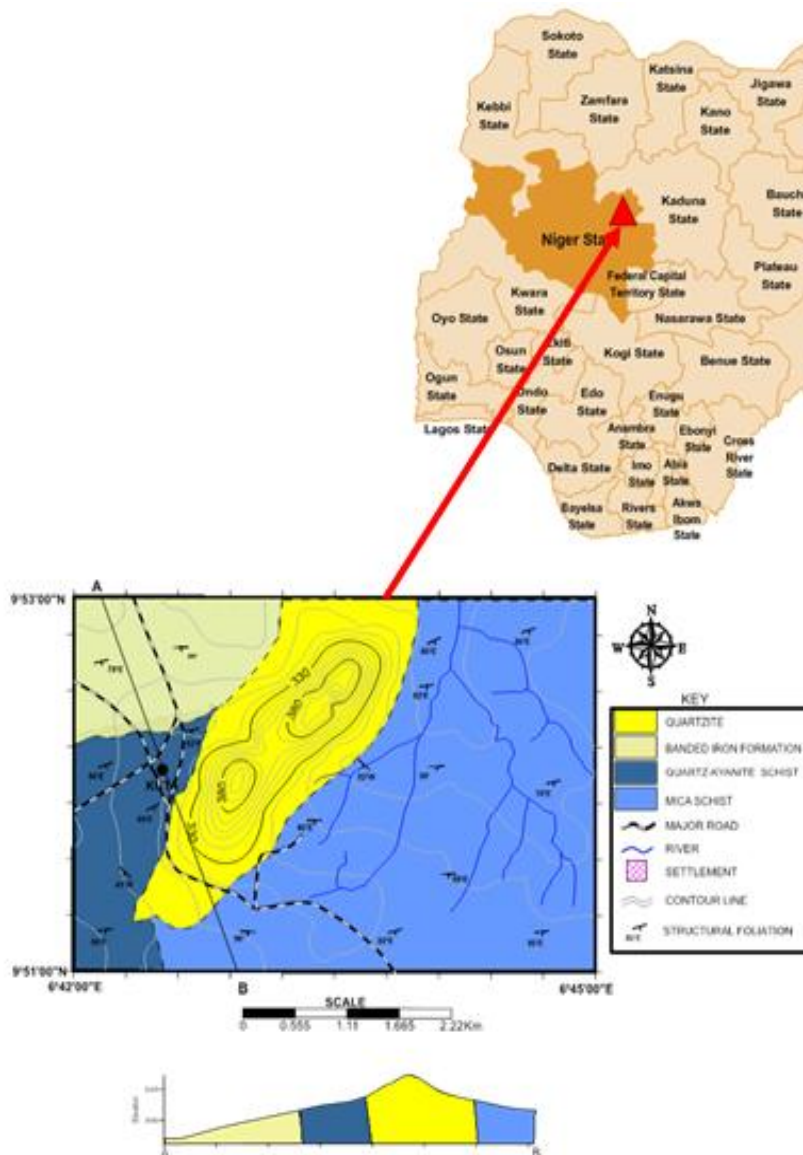 Sokoto
State
Katsina
State
Jigawa
State
Kebbi
State
Zamfara
State
Kano
State
Kaduna
State
Bauch
State
Niger Sta
Plateau
State
Federal Capital
Territory State
Kwara
State
Oyo State
Nasarawa State
Osun
State
Ekiti
State
Kogi State
Benue State
Ogun
State
Ondo
State
Edo
State
Enugu
State
Lagos State
Anambra
State
Ebonyi
State
Cross
River
State
Delta State
Imo
State
Abia
State
Bayelsa
State
Rivers
State
Akwa
Ibom
State
A
9°53'00"N
330
380
380
9°51'00"N
6°42'00"E
6°45'00"E
B
N
W
E
S
KEY
QUARTZITE
BANDED IRON FORMATION
QUARTZ-KYANITE SCHIST
MICA SCHIST
MAJOR ROAD
RIVER
SETTLEMENT
CONTOUR LINE
STRUCTURAL FOLIATION
SCALE
0 0.555 1.11 1.665 2.22Km
Elevation